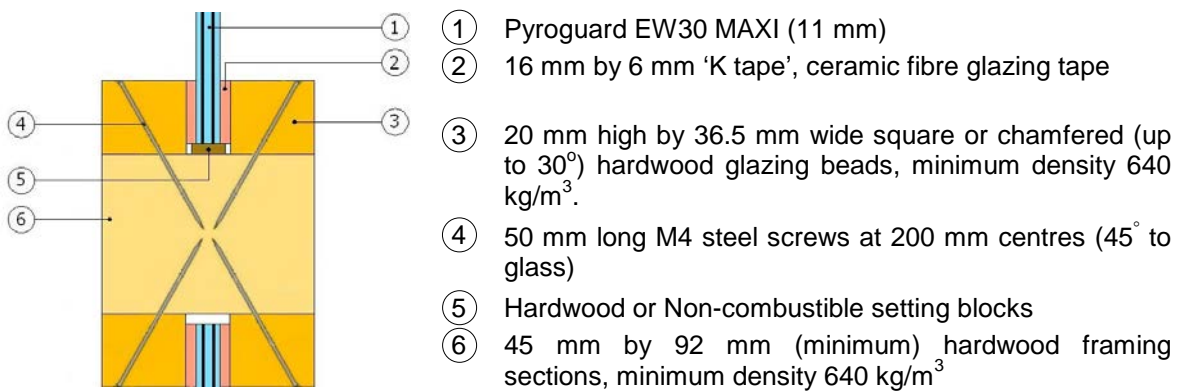 1
2
3
4
5
6
1 Pyroguard EW30 MAXI (11 mm)
2 16 mm by 6 mm ‘K tape’, ceramic fibre glazing tape
3 20 mm high by 36.5 mm wide square or chamfered (up
to 30°) hardwood glazing beads, minimum density 640
kg/m³.
4 50 mm long M4 steel screws at 200 mm centres (45° to
glass)
5 Hardwood or Non-combustible setting blocks
6 45 mm by 92 mm (minimum) hardwood framing
sections, minimum density 640 kg/m³